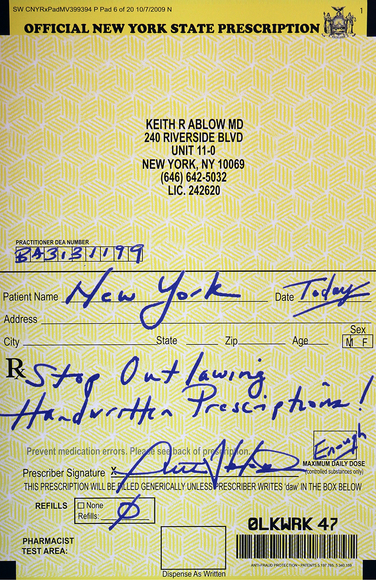 SW CNYRxPadMV399394 P Pad 6 of 20 10/7/2009 N
1
OFFICIAL NEW YORK STATE PRESCRIPTION
KEITH R ABLOW MD
240 RIVERSIDE BLVD
UNIT 11-0
NEW YORK, NY 10069
(646) 642-5032
LIC. 242620
PRACTITIONER DEA NUMBER
BA3131199
Patient Name New York Date Today
Address
Sex
City State Zip Age M F
Rx Stop Outlawing
Handwritten Prescriptions!
Prevent medication errors. Please see back of prescription.
Enough
Prescriber Signature X
MAXIMUM DAILY DOSE
(controlled substances only)
THIS PRESCRIPTION WILL BE FILLED GENERICALLY UNLESS PRESCRIBER WRITES 'daw' IN THE BOX BELOW
REFILLS None
Refills: Ø
0LKWRK 47
PHARMACIST
TEST AREA:
Dispense As Written